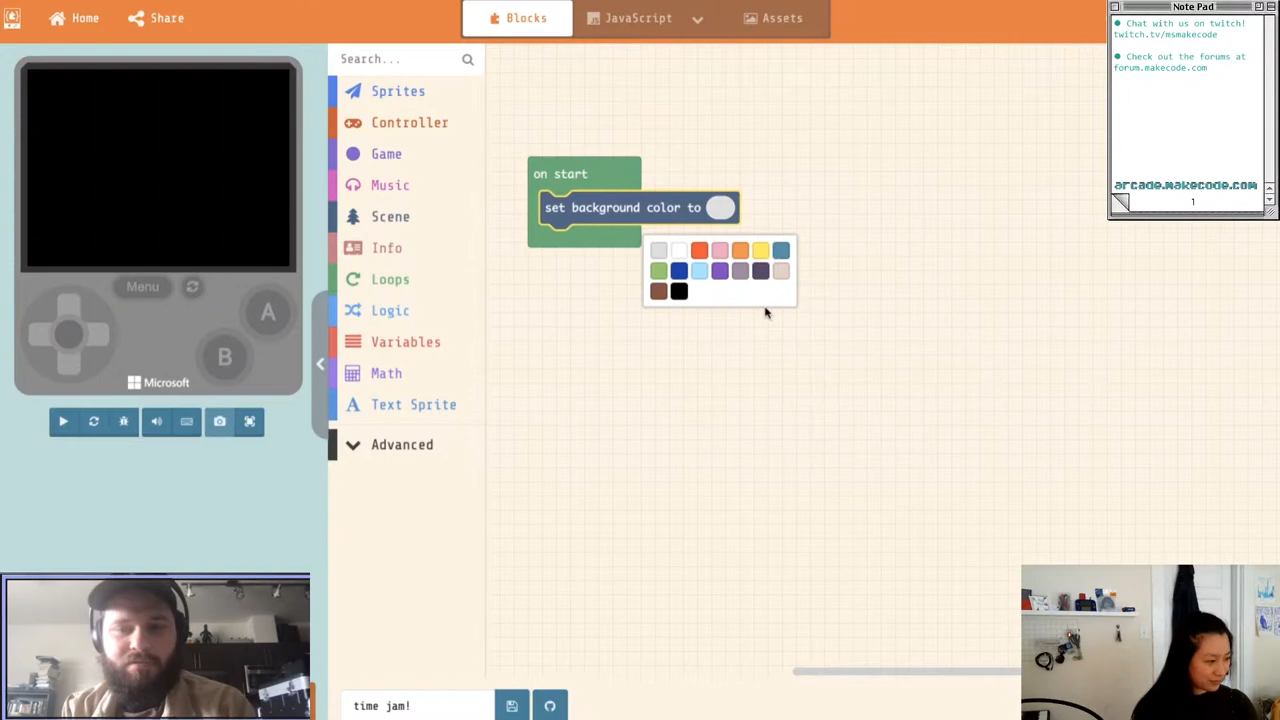 Home
Share
Blocks
JavaScript
Assets
Note Pad
● Chat with us on twitch!
twitch.tv/msmakecode
● Check out the forums at
forum.makecode.com
arcade.makecode.com
1
Search...
Sprites
Controller
Game
Music
Scene
Info
Loops
Logic
Variables
Math
Text Sprite
Advanced
on start
set background color to
Menu
A
B
Microsoft
time jam!